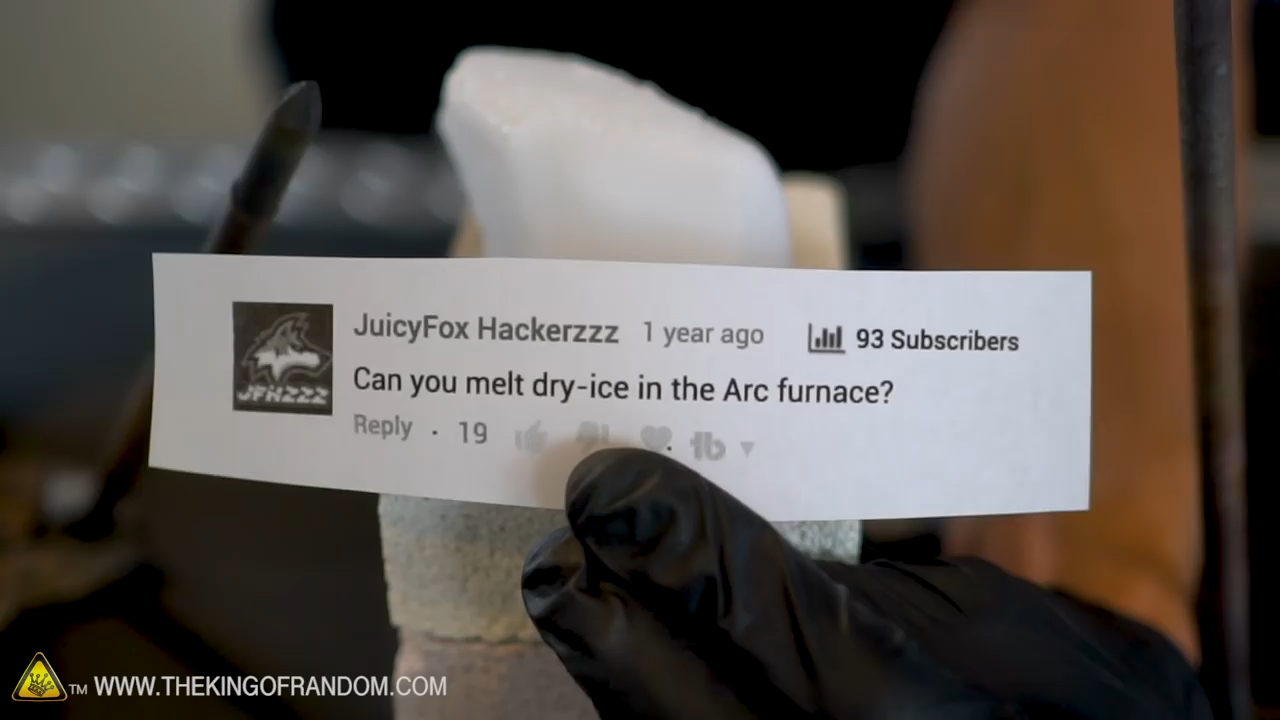 JuicyFox Hackerzzz 1 year ago 93 Subscribers
Can you melt dry-ice in the Arc furnace?
Reply . 19
JFHZZZ
TM WWW.THEKINGOFRANDOM.COM